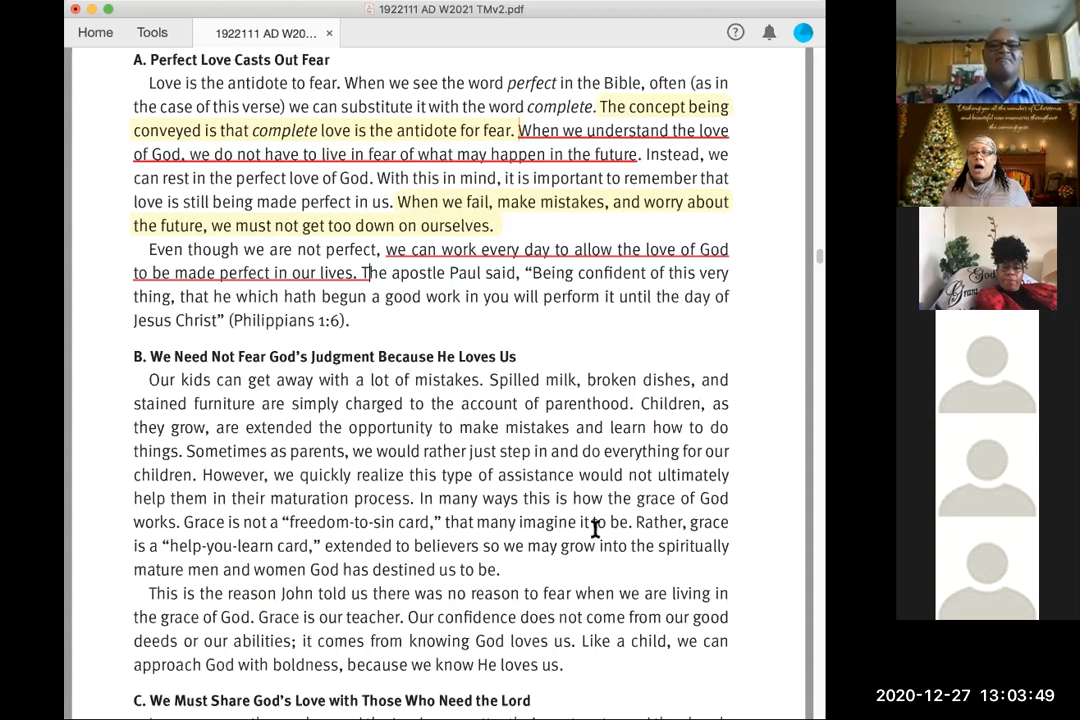 1922111 AD W2021 TMv2.pdf
Home
Tools
1922111 AD W20...
A. Perfect Love Casts Out Fear
Love is the antidote to fear. When we see the word perfect in the Bible, often (as in
the case of this verse) we can substitute it with the word complete. The concept being
conveyed is that complete love is the antidote for fear. When we understand the love
of God, we do not have to live in fear of what may happen in the future. Instead, we
can rest in the perfect love of God. With this in mind, it is important to remember that
love is still being made perfect in us. When we fail, make mistakes, and worry about
the future, we must not get too down on ourselves.
Even though we are not perfect, we can work every day to allow the love of God
to be made perfect in our lives. The apostle Paul said, “Being confident of this very
thing, that he which hath begun a good work in you will perform it until the day of
Jesus Christ” (Philippians 1:6).
B. We Need Not Fear God’s Judgment Because He Loves Us
Our kids can get away with a lot of mistakes. Spilled milk, broken dishes, and
stained furniture are simply charged to the account of parenthood. Children, as
they grow, are extended the opportunity to make mistakes and learn how to do
things. Sometimes as parents, we would rather just step in and do everything for our
children. However, we quickly realize this type of assistance would not ultimately
help them in their maturation process. In many ways this is how the grace of God
works. Grace is not a “freedom-to-sin card,” that many imagine it to be. Rather, grace
is a “help-you-learn card,” extended to believers so we may grow into the spiritually
mature men and women God has destined us to be.
This is the reason John told us there was no reason to fear when we are living in
the grace of God. Grace is our teacher. Our confidence does not come from our good
deeds or our abilities; it comes from knowing God loves us. Like a child, we can
approach God with boldness, because we know He loves us.
C. We Must Share God’s Love with Those Who Need the Lord
Wishing you all the wonders of Christmas
and beautiful new memories throughout
the coming year.
God
Grant
2020-12-27 13:03:49